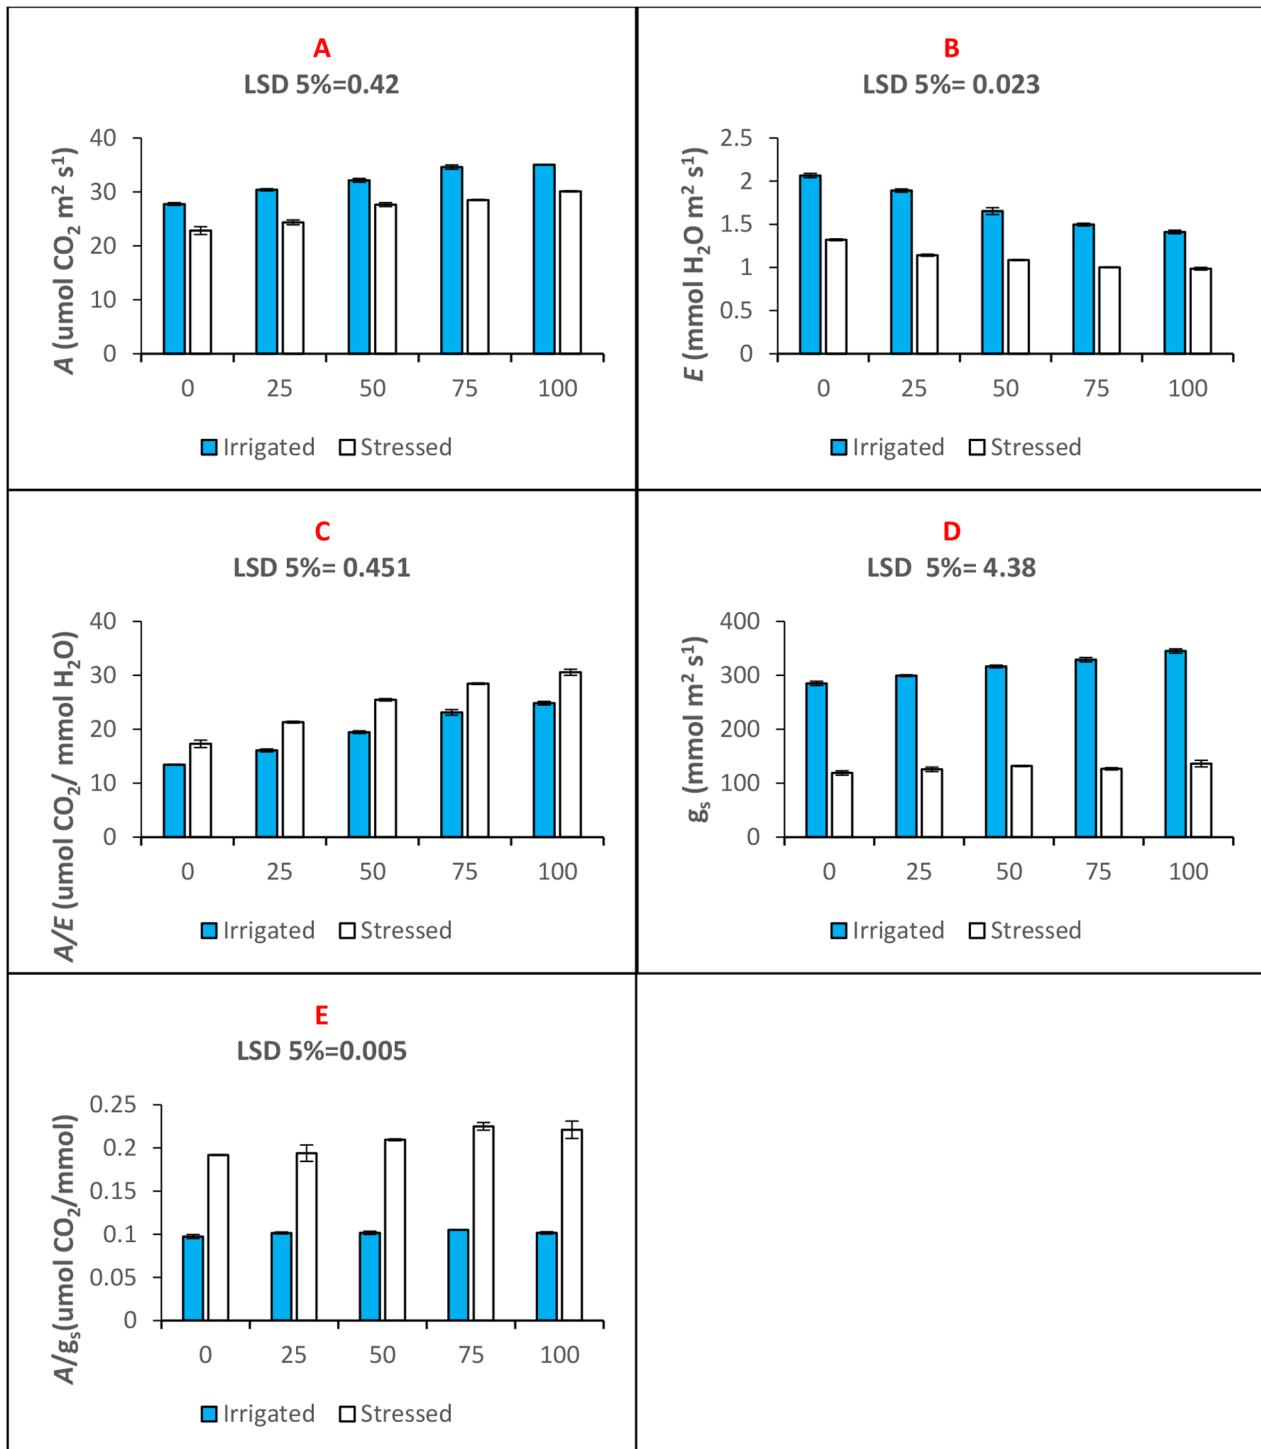 A
LSD 5%=0.42
A (umol CO₂ m² s¹)
40
30
20
10
0
0 25 50 75 100
Irrigated Stressed
B
LSD 5%= 0.023
E (mmol H₂O m² s¹)
2.5
2
1.5
1
0.5
0
0 25 50 75 100
Irrigated Stressed
C
LSD 5%= 0.451
A/E (umol CO₂/ mmol H₂O)
40
30
20
10
0
0 25 50 75 100
Irrigated Stressed
D
LSD 5%= 4.38
gₛ (mmol m² s¹)
400
300
200
100
0
0 25 50 75 100
Irrigated Stressed
E
LSD 5%=0.005
A/gₛ(umol CO₂/mmol)
0.25
0.2
0.15
0.1
0.05
0
0 25 50 75 100
Irrigated Stressed